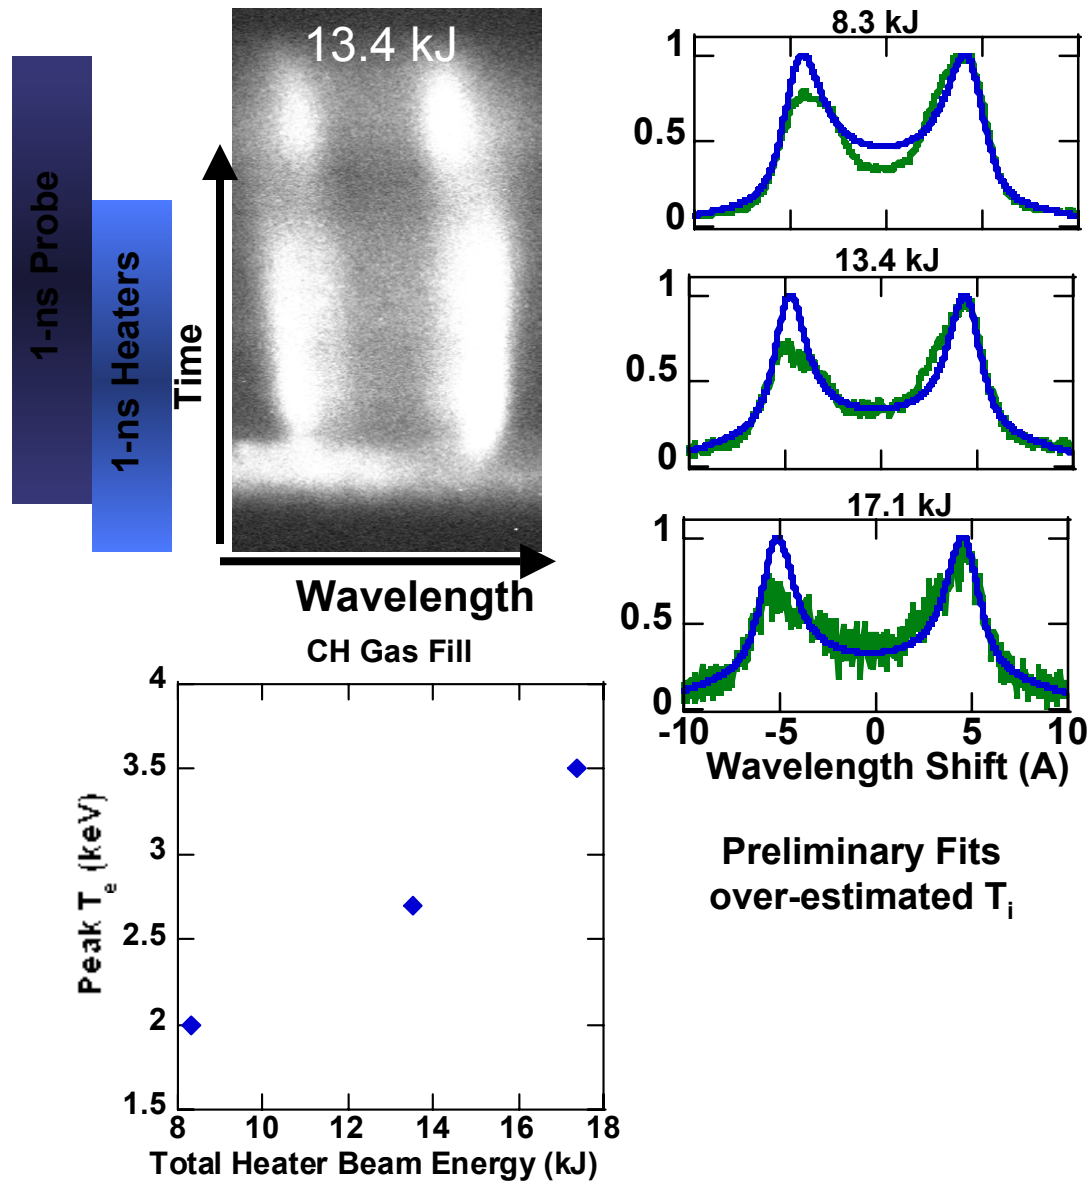 1-ns Probe
1-ns Heaters
Time
13.4 kJ
Wavelength
8.3 kJ
1
0.5
0
13.4 kJ
1
0.5
0
17.1 kJ
1
0.5
0
-10 -5 0 5 10
Wavelength Shift (A)
Preliminary Fits
over-estimated Ti
CH Gas Fill
4
3.5
3
2.5
2
1.5
Peak Te (keV)
8 10 12 14 16 18
Total Heater Beam Energy (kJ)